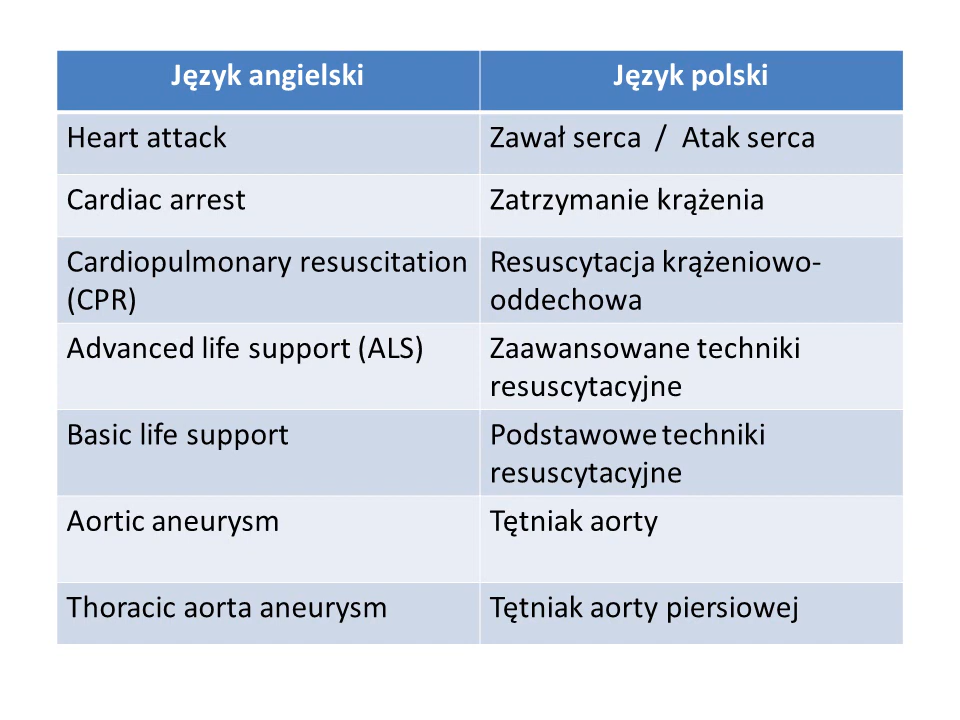 Język angielski
Język polski
Heart attack
Zawał serca / Atak serca
Cardiac arrest
Zatrzymanie krążenia
Cardiopulmonary resuscitation
(CPR)
Resuscytacja krążeniowo-
oddechowa
Advanced life support (ALS)
Zaawansowane techniki
resuscytacyjne
Basic life support
Podstawowe techniki
resuscytacyjne
Aortic aneurysm
Tętniak aorty
Thoracic aorta aneurysm
Tętniak aorty piersiowej